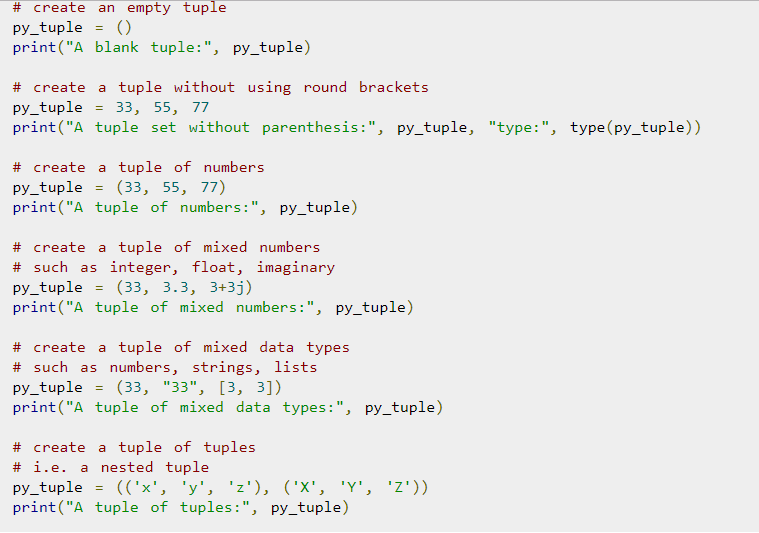 # create an empty tuple
py_tuple = ()
print("A blank tuple:", py_tuple)

# create a tuple without using round brackets
py_tuple = 33, 55, 77
print("A tuple set without parenthesis:", py_tuple, "type:", type(py_tuple))

# create a tuple of numbers
py_tuple = (33, 55, 77)
print("A tuple of numbers:", py_tuple)

# create a tuple of mixed numbers
# such as integer, float, imaginary
py_tuple = (33, 3.3, 3+3j)
print("A tuple of mixed numbers:", py_tuple)

# create a tuple of mixed data types
# such as numbers, strings, lists
py_tuple = (33, "33", [3, 3])
print("A tuple of mixed data types:", py_tuple)

# create a tuple of tuples
# i.e. a nested tuple
py_tuple = (('x', 'y', 'z'), ('X', 'Y', 'Z'))
print("A tuple of tuples:", py_tuple)